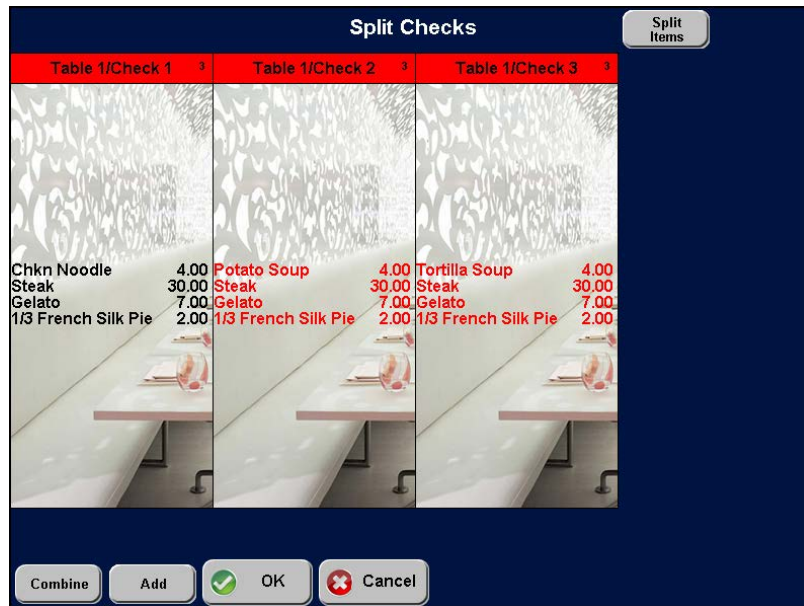 Split Checks
Split
Items
Table 1/Check 1 3
Table 1/Check 2 3
Table 1/Check 3 3
Chkn Noodle 4.00
Steak 30.00
Gelato 7.00
1/3 French Silk Pie 2.00
Potato Soup 4.00
Steak 30.00
Gelato 7.00
1/3 French Silk Pie 2.00
Tortilla Soup 4.00
Steak 30.00
Gelato 7.00
1/3 French Silk Pie 2.00
Combine
Add
OK
Cancel